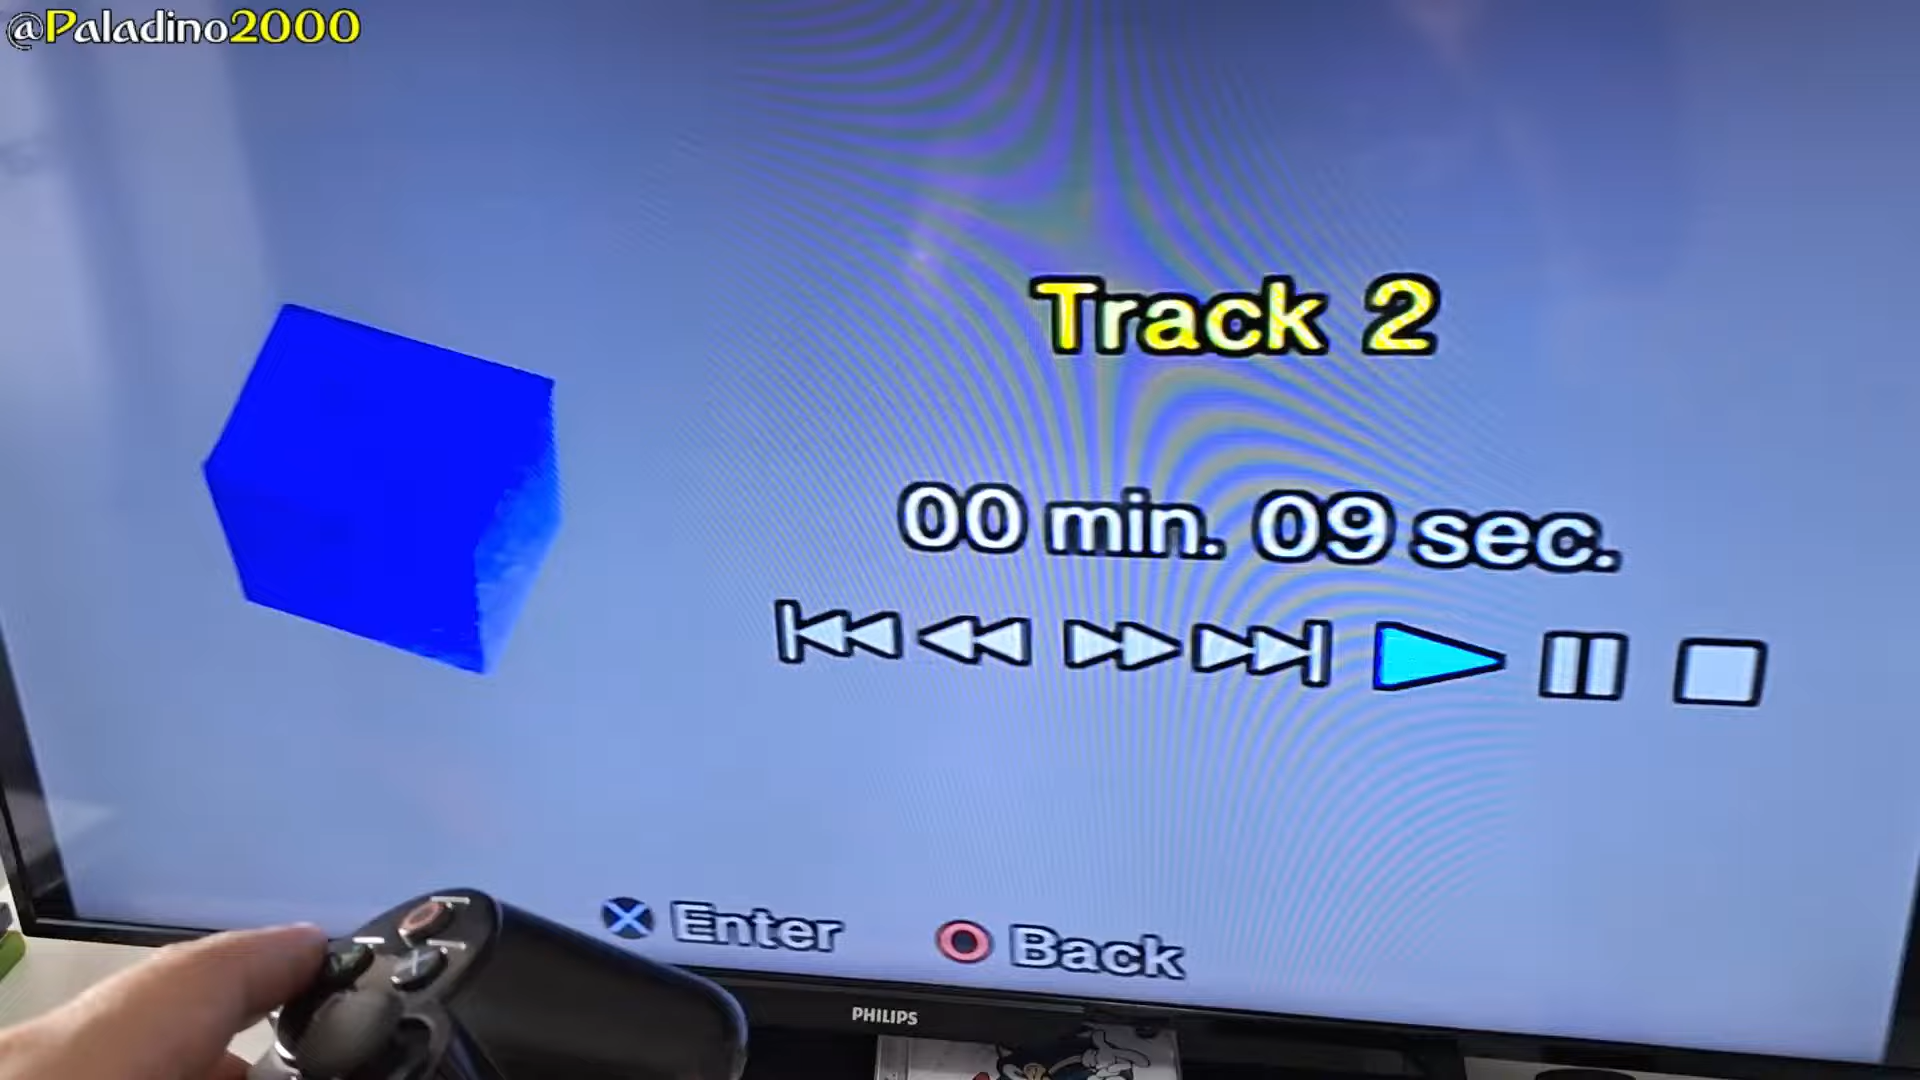 @Paladino2000
Track 2
00 min. 09 sec.
Enter
Back
PHILIPS